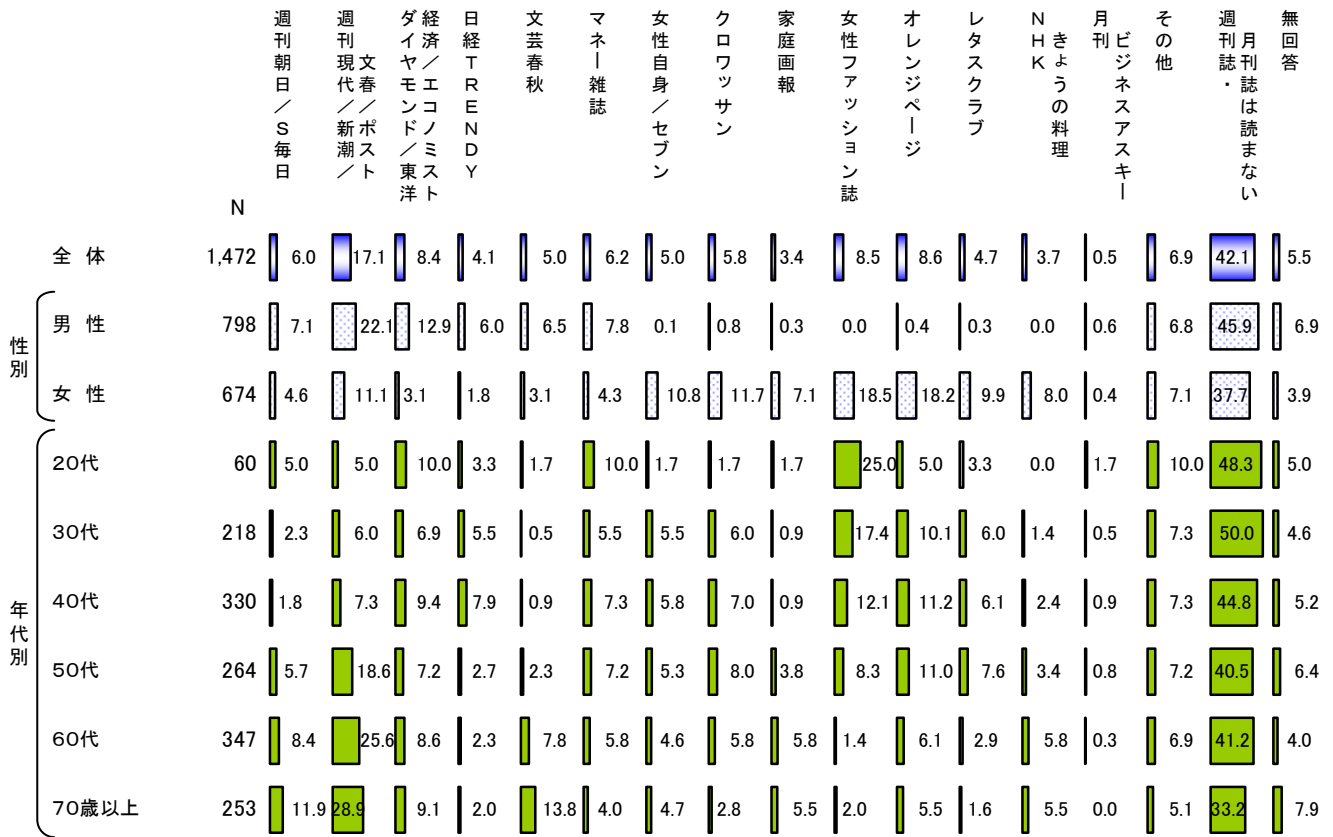 週刊朝日／Ｓ毎日
週刊現代／新潮／
文春／ポスト
ダイヤモンド／東洋
経済／エコノミスト
日経ＴＲＥＮＤＹ
文芸春秋
マネー雑誌
女性自身／セブン
クロワッサン
家庭画報
女性ファッション誌
オレンジページ
レタスクラブ
ＮＨＫ
きょうの料理
月刊
ビジネスアスキー
その他
週刊誌・
月刊誌は読まない
無回答
N
全 体 1,472 6.0 17.1 8.4 4.1 5.0 6.2 5.0 5.8 3.4 8.5 8.6 4.7 3.7 0.5 6.9 42.1 5.5
性別
男 性 798 7.1 22.1 12.9 6.0 6.5 7.8 0.1 0.8 0.3 0.0 0.4 0.3 0.0 0.6 6.8 45.9 6.9
女 性 674 4.6 11.1 3.1 1.8 3.1 4.3 10.8 11.7 7.1 18.5 18.2 9.9 8.0 0.4 7.1 37.7 3.9
年代別
20代 60 5.0 5.0 10.0 3.3 1.7 10.0 1.7 1.7 1.7 25.0 5.0 3.3 0.0 1.7 10.0 48.3 5.0
30代 218 2.3 6.0 6.9 5.5 0.5 5.5 5.5 6.0 0.9 17.4 10.1 6.0 1.4 0.5 7.3 50.0 4.6
40代 330 1.8 7.3 9.4 7.9 0.9 7.3 5.8 7.0 0.9 12.1 11.2 6.1 2.4 0.9 7.3 44.8 5.2
50代 264 5.7 18.6 7.2 2.7 2.3 7.2 5.3 8.0 3.8 8.3 11.0 7.6 3.4 0.8 7.2 40.5 6.4
60代 347 8.4 25.6 8.6 2.3 7.8 5.8 4.6 5.8 5.8 1.4 6.1 2.9 5.8 0.3 6.9 41.2 4.0
70歳以上 253 11.9 28.9 9.1 2.0 13.8 4.0 4.7 2.8 5.5 2.0 5.5 1.6 5.5 0.0 5.1 33.2 7.9